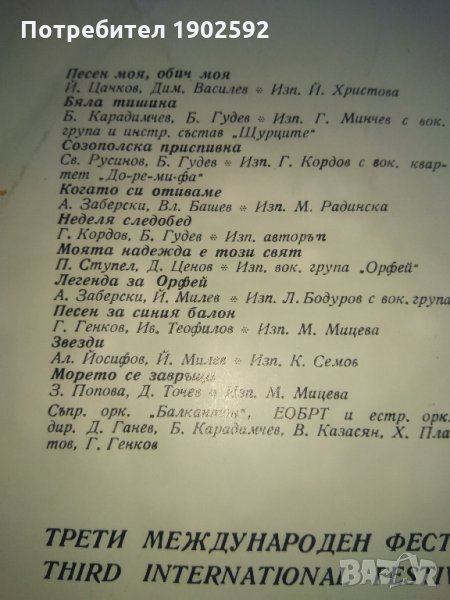 Потребител 1902592
Песен моя, обич моя
Й. Цачков, Дим. Василев * Изп. Й. Христова
Бяла тишина
Б. Карадимчев, Б. Гудев * Изп. Г. Минчев с вок.
група и инстр. състав „Щурците"
Созополска приспивна
Св. Русинов, Б. Гудев * Изп. Г. Кордов с вок. квар-
тет „До-ре-ми-фа"
Когато си отиваме
А. Заберски, Вл. Башев * Изп. М. Радинска
Неделя следобед
Г. Кордов, Б. Гудев * Изп. авторът
Моята надежда е този свят
П. Ступел, Д. Ценов * Изп. вок. група „Орфей"
Легенда за Орфей
А. Заберски, Й. Милев * Изп. Л. Бодуров с вок. група
Песен за синия балон
Г. Генков, Ив. Теофилов * Изп. М. Мицева
Звезди
Ал. Йосифов, Й. Милев * Изп. К. Семов
Морето се завръща
З. Попова, Д. Точев * Изп. М. Мицева
Съпр. орк. „Балкантон", ЕОБРТ и естр. орк.
дир. Д. Ганев, Б. Карадимчев, В. Казасян, Х. Пла-
тов, Г. Генков
ТРЕТИ МЕЖДУНАРОДЕН ФЕСТ
THIRD INTERNATIONAL FESTIV
bazar